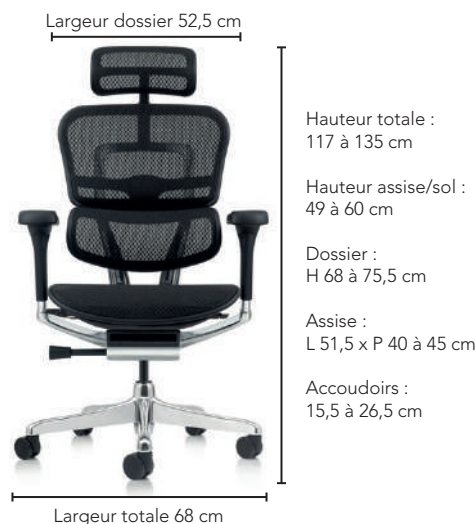 Largeur dossier 52,5 cm
Hauteur totale :
117 à 135 cm
Hauteur assise/sol :
49 à 60 cm
Dossier :
H 68 à 75,5 cm
Assise :
L 51,5 x P 40 à 45 cm
Accoudoirs :
15,5 à 26,5 cm
Largeur totale 68 cm